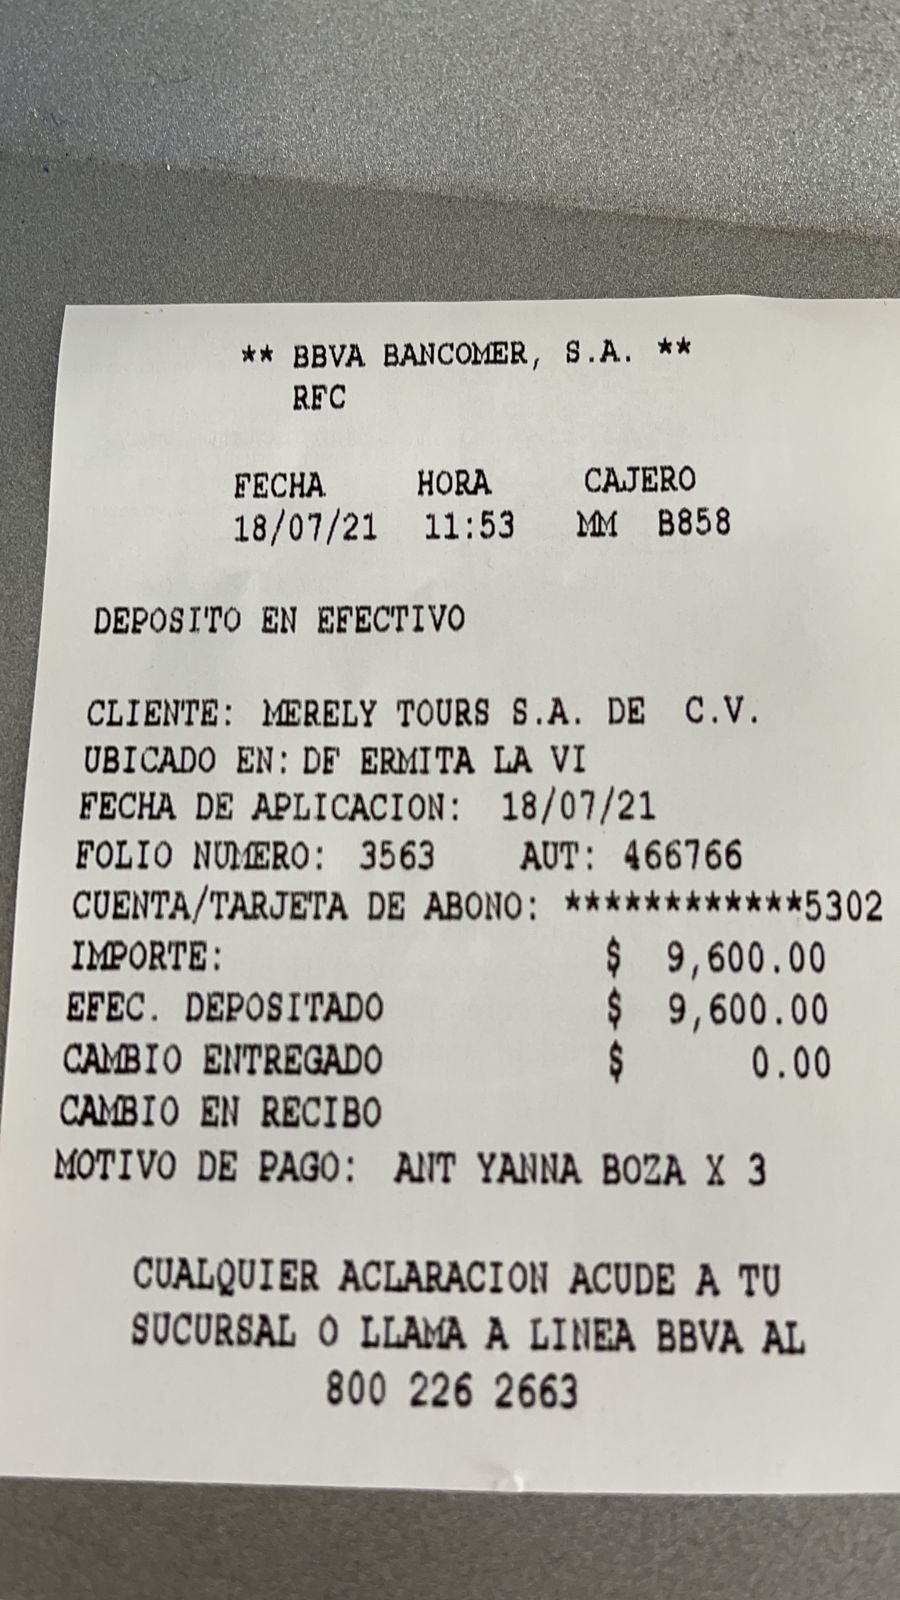 ** BBVA BANCOMER, S.A. **
RFC
FECHA HORA CAJERO
18/07/21 11:53 MM B858
DEPOSITO EN EFECTIVO
CLIENTE: MERELY TOURS S.A. DE C.V.
UBICADO EN: DF ERMITA LA VI
FECHA DE APLICACION: 18/07/21
FOLIO NUMERO: 3563 AUT: 466766
CUENTA/TARJETA DE ABONO: ************5302
IMPORTE: $ 9,600.00
EFEC. DEPOSITADO $ 9,600.00
CAMBIO ENTREGADO $ 0.00
CAMBIO EN RECIBO
MOTIVO DE PAGO: ANT YANNA BOZA X 3
CUALQUIER ACLARACION ACUDE A TU
SUCURSAL O LLAMA A LINEA BBVA AL
800 226 2663